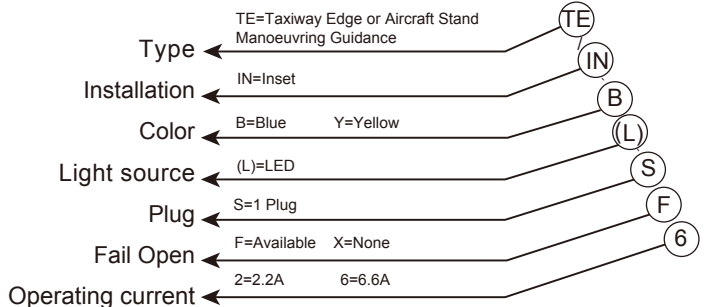 TE=Taxiway Edge or Aircraft Stand
Manoeuvring Guidance
TE
Type
IN=Inset
IN
Installation
B=Blue Y=Yellow
B
Color
(L)=LED
(L)
Light source
S=1 Plug
S
Plug
F=Available X=None
F
Fail Open
2=2.2A 6=6.6A
6
Operating current